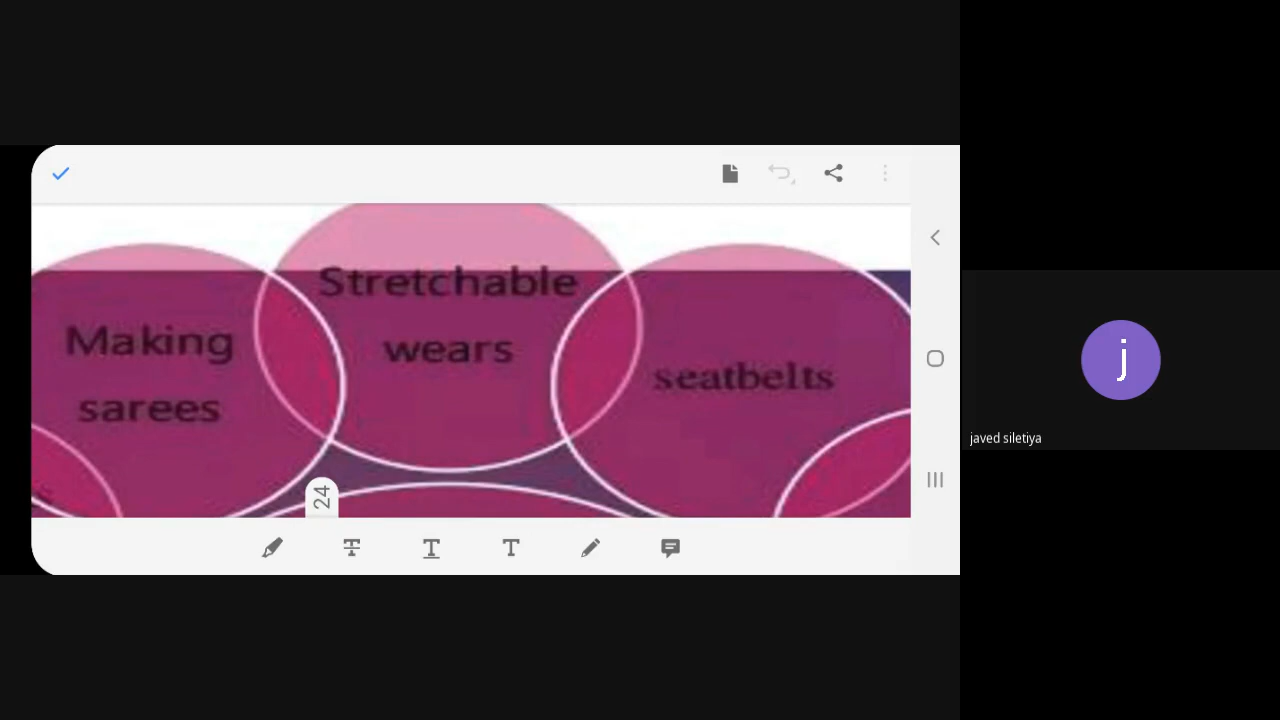 Stretchable
wears
Making
sarees
seatbelts
24
j
javed siletiya